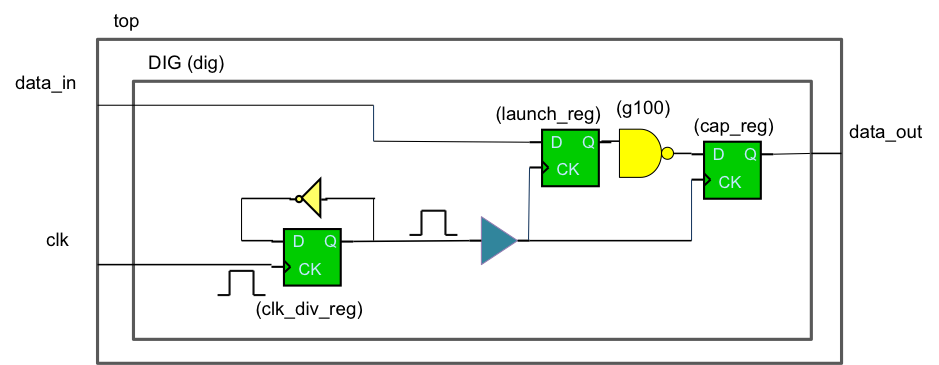 top
DIG (dig)
data_in
(launch_reg)
(g100)
(cap_reg)
data_out
D Q
CK
D Q
CK
clk
D Q
CK
(clk_div_reg)